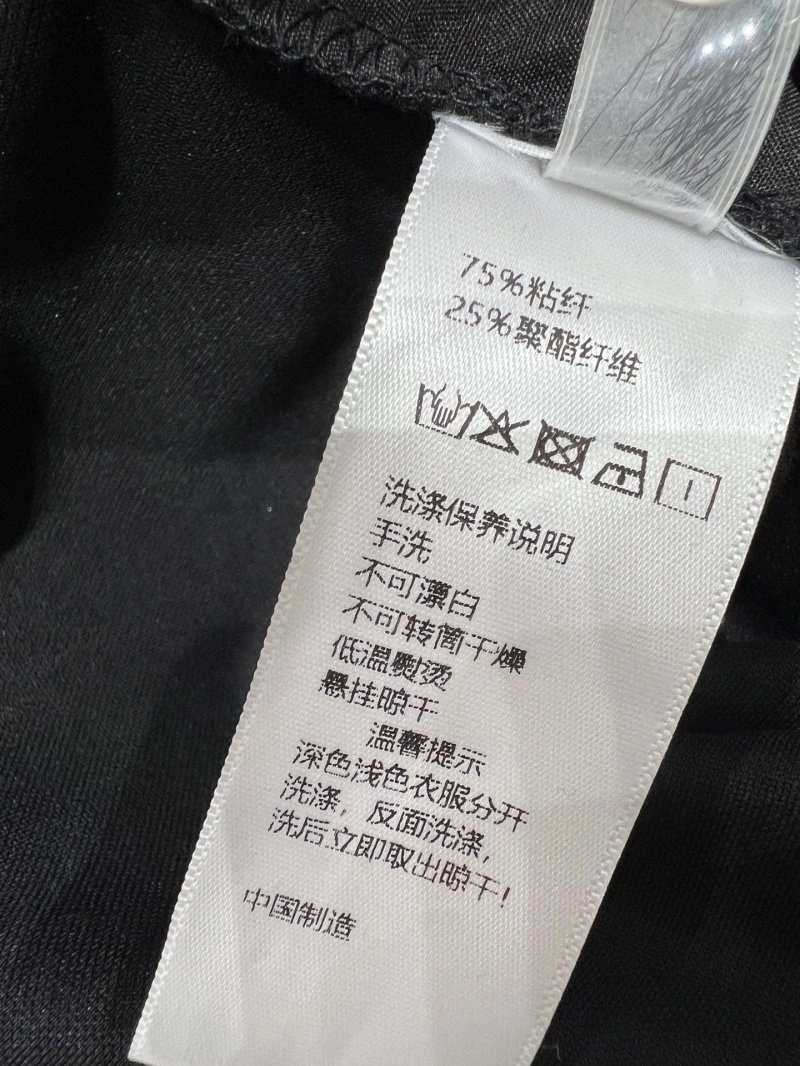 75%粘纤
25%聚酯纤维
洗涤保养说明
手洗
不可漂白
不可转筒干燥
低温熨烫
悬挂晾干
温馨提示
深色浅色衣服分开
洗涤，反面洗涤，
洗后立即取出晾干！
中国制造